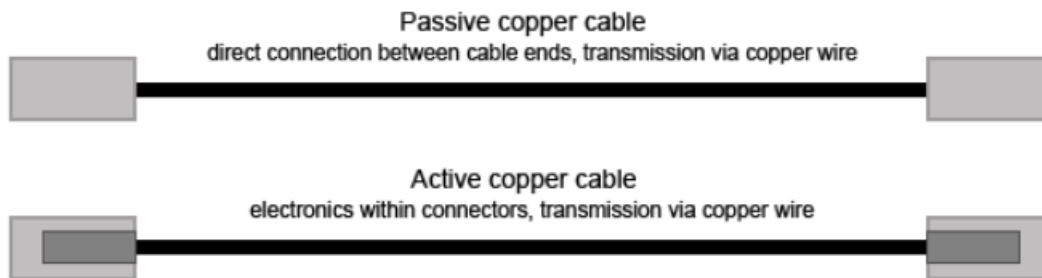 Passive copper cable
direct connection between cable ends, transmission via copper wire
Active copper cable
electronics within connectors, transmission via copper wire